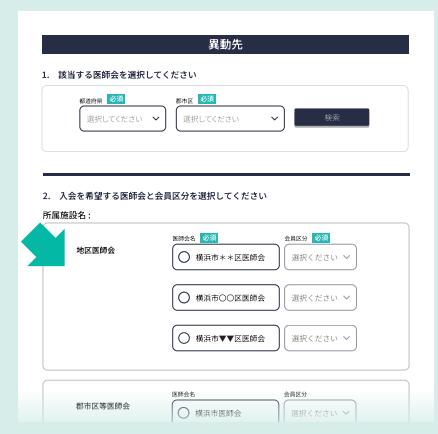 異動先
1. 該当する医師会を選択してください
都道府県 必須 郡市区 必須
選択してください 選択してください 検索
2. 入会を希望する医師会と会員区分を選択してください
所属施設名:
医師会名 必須 会員区分 必須
地区医師会 横浜市＊＊区医師会 選択ください
横浜市〇〇区医師会 選択ください
横浜市▼▼区医師会 選択ください
医師会名 会員区分
郡市区等医師会 横浜市医師会 選択ください